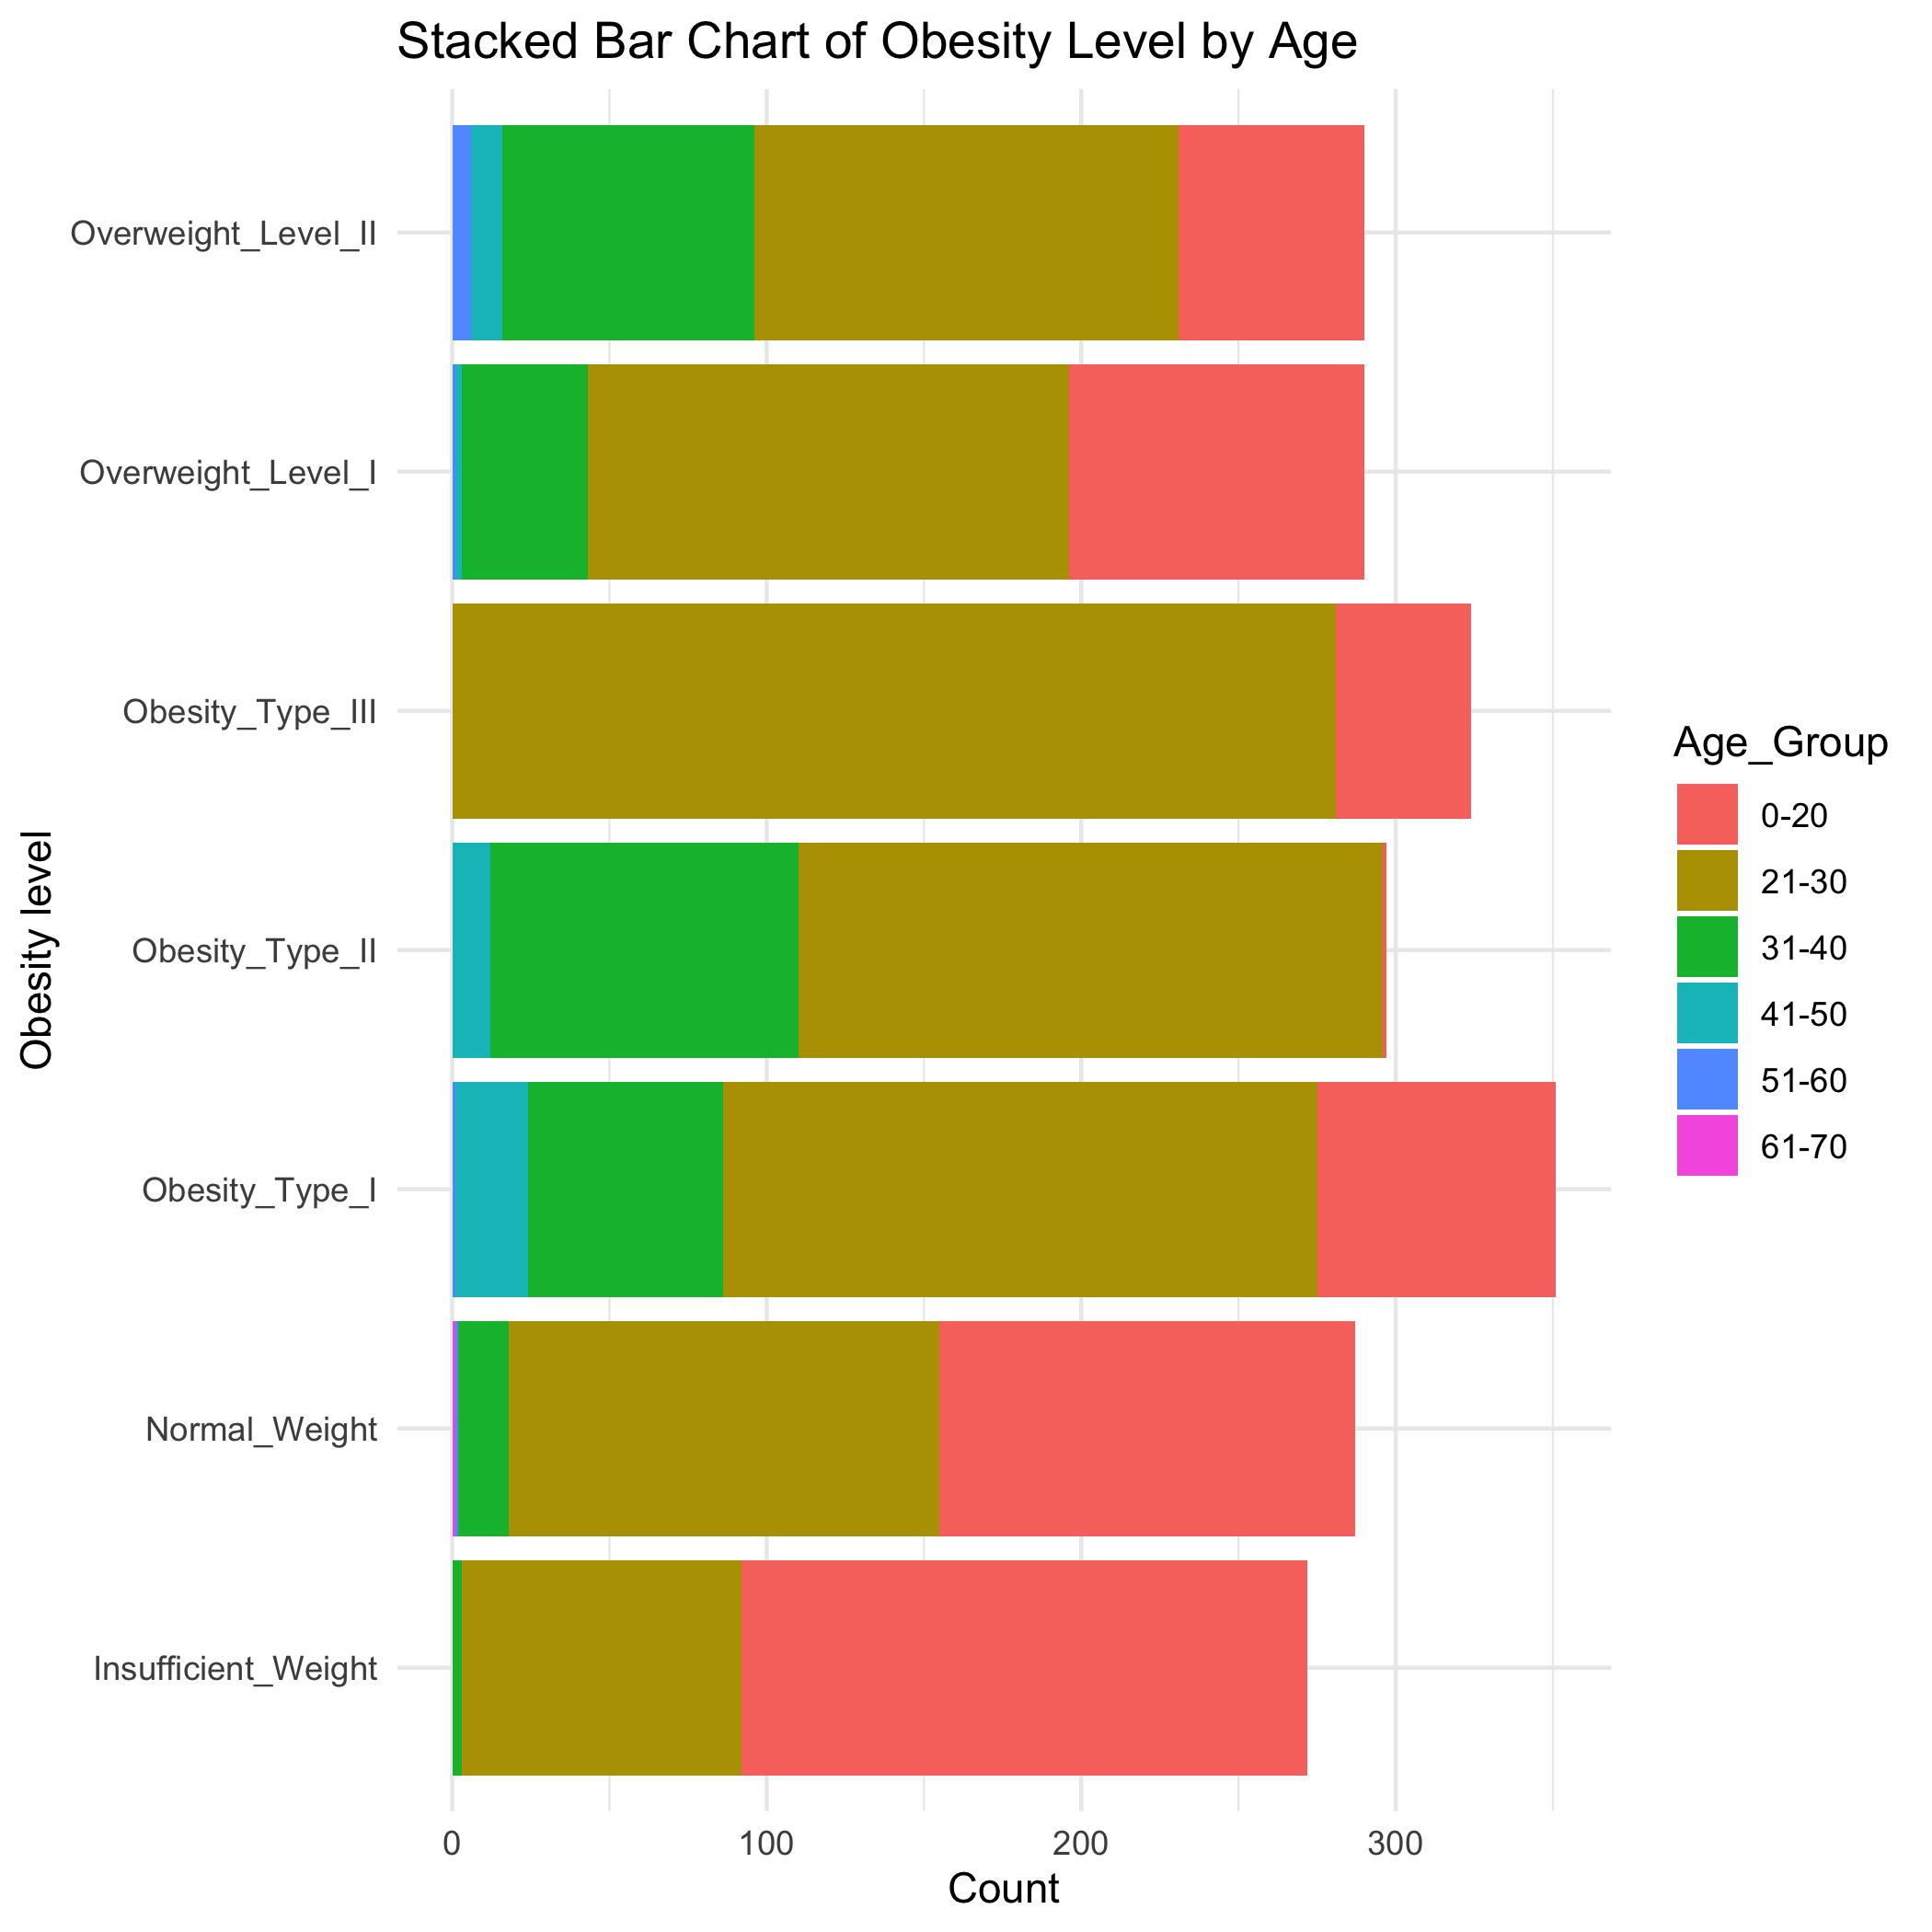 Stacked Bar Chart of Obesity Level by Age
Obesity level
Overweight_Level_II
Overweight_Level_I
Obesity_Type_III
Obesity_Type_II
Obesity_Type_I
Normal_Weight
Insufficient_Weight
0
100
200
300
Count
Age_Group
0-20
21-30
31-40
41-50
51-60
61-70